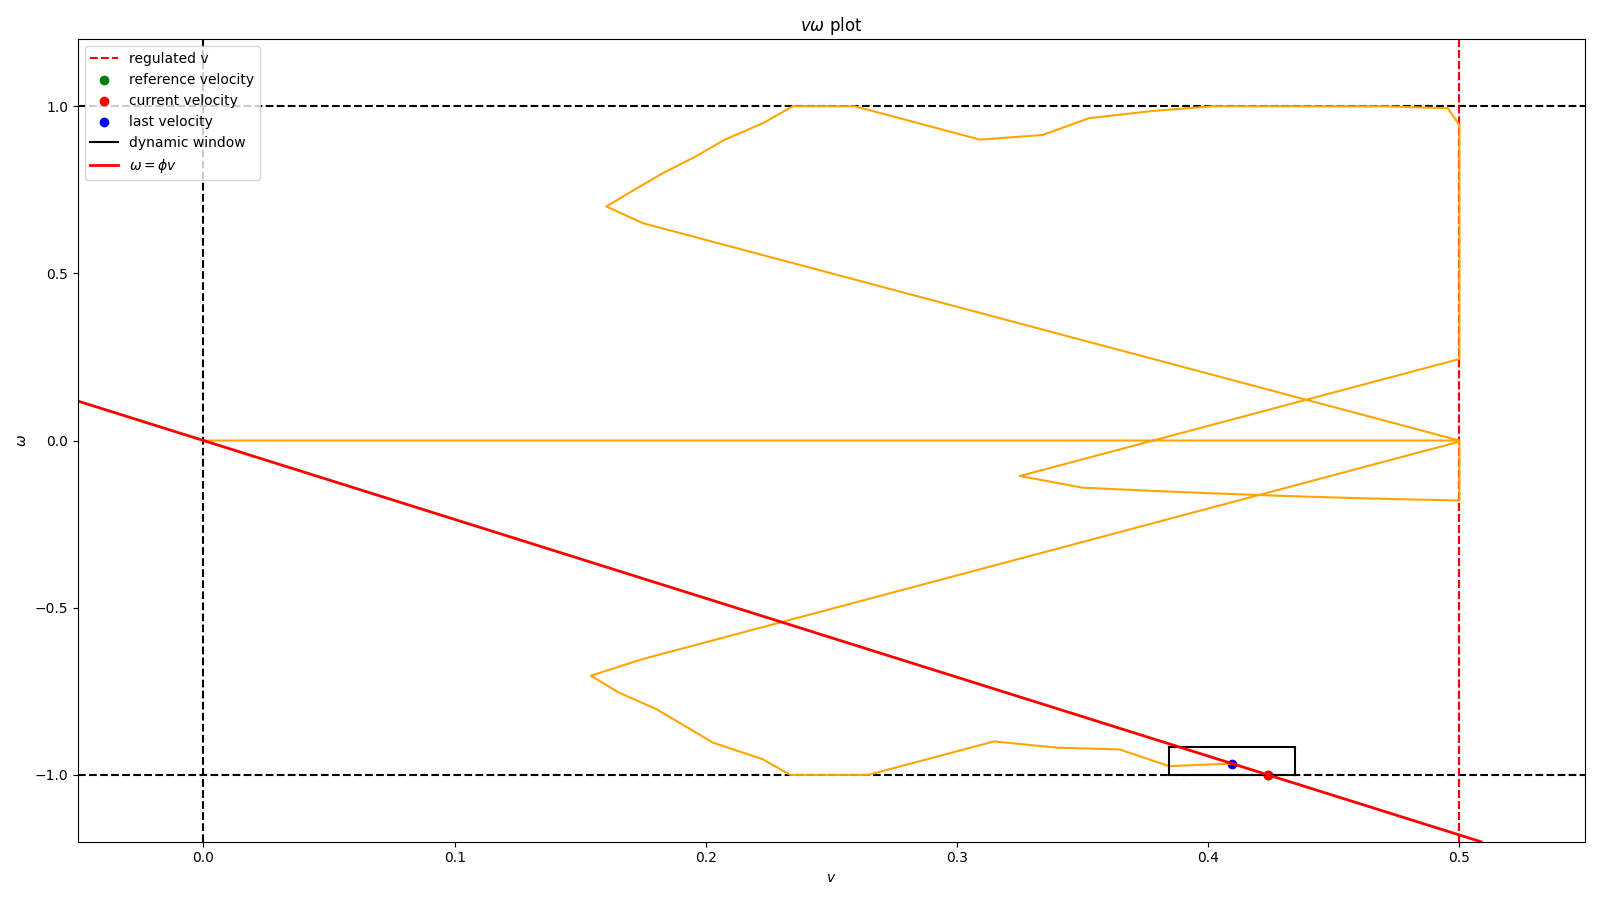 vω plot
regulated v
reference velocity
current velocity
last velocity
dynamic window
ω = ϕv
1.0
0.5
0.0
−0.5
−1.0
ω
0.0 0.1 0.2 0.3 0.4 0.5
v